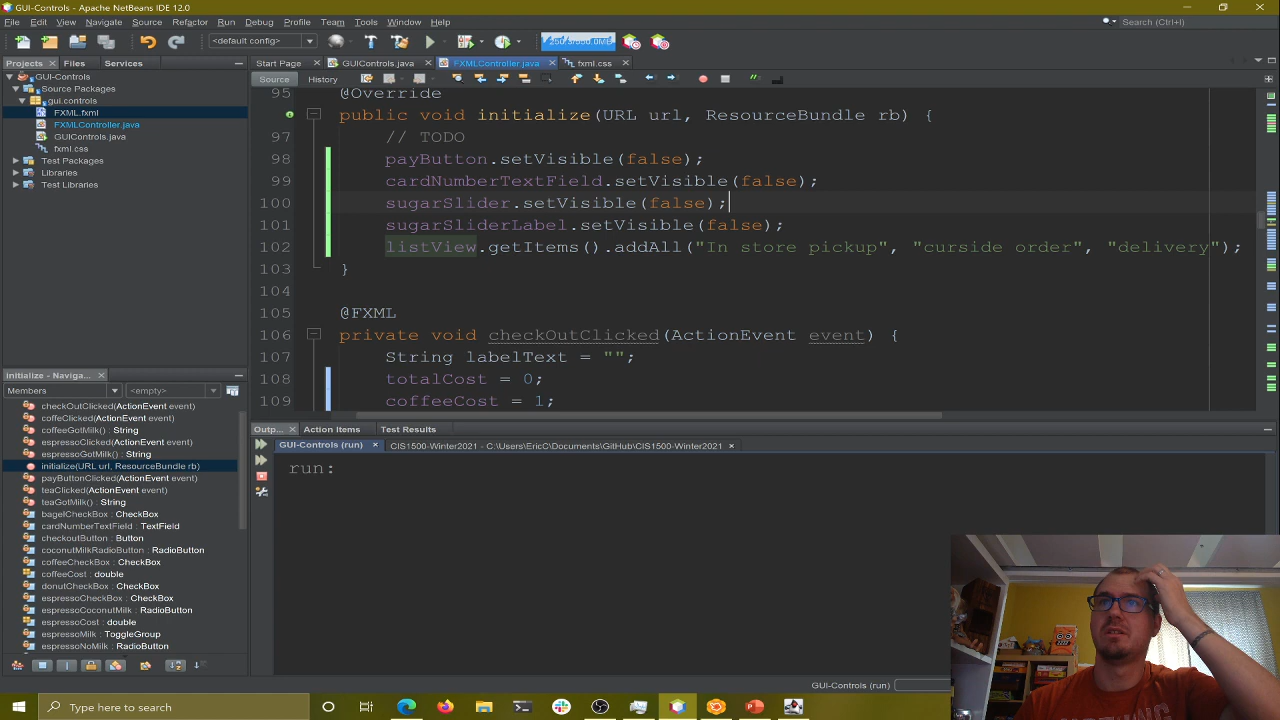 GUI-Controls - Apache NetBeans IDE 12.0
File Edit View Navigate Source Refactor Run Debug Profile Team Tools Window Help
Search (Ctrl+I)
<default config>
Projects Files Services
Start Page GUIControls.java FXMLController.java fxml.css
Source History
GUI-Controls
Source Packages
gui.controls
FXML.fxml
FXMLController.java
GUIControls.java
fxml.css
Test Packages
Libraries
Test Libraries
95 @Override
public void initialize(URL url, ResourceBundle rb) {
97 // TODO
98 payButton.setVisible(false);
99 cardNumberTextField.setVisible(false);
100 sugarSlider.setVisible(false);
101 sugarSliderLabel.setVisible(false);
102 listView.getItems().addAll("In store pickup", "curside order", "delivery");
103 }
104
105 @FXML
106 private void checkOutClicked(ActionEvent event) {
107 String labelText = "";
108 totalCost = 0;
109 coffeeCost = 1;
Initialize - Naviga...
Members <empty>
checkOutClicked(ActionEvent event)
coffeClicked(ActionEvent event)
coffeeGotMilk() : String
espressoClicked(ActionEvent event)
espressoGotMilk() : String
initialize(URL url, ResourceBundle rb)
payButtonClicked(ActionEvent event)
teaClicked(ActionEvent event)
teaGotMilk() : String
bagelCheckBox : CheckBox
cardNumberTextField : TextField
checkoutButton : Button
coconutMilkRadioButton : RadioButton
coffeeCheckBox : CheckBox
coffeeCost : double
donutCheckBox : CheckBox
espressoCheckBox : CheckBox
espressoCoconutMilk : RadioButton
espressoCost : double
espressoMilk : ToggleGroup
espressoNoMilk : RadioButton
Outp... Action Items Test Results
GUI-Controls (run) CIS1500-Winter2021 - C:\Users\EricC\Documents\GitHub\CIS1500-Winter2021
run:
GUI-Controls (run)
Type here to search